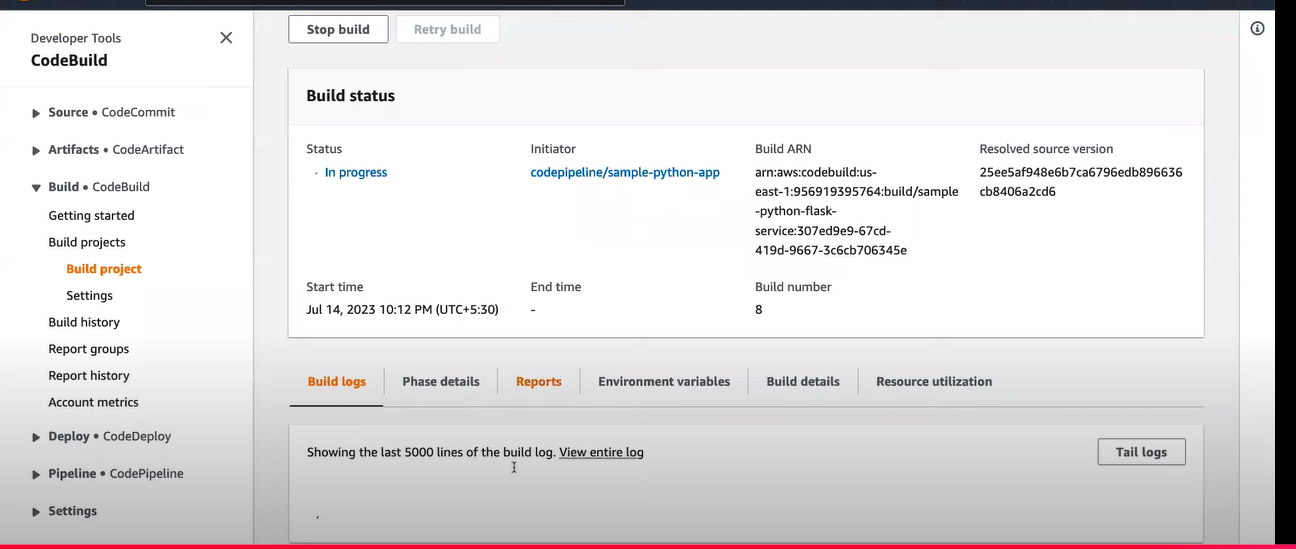 Stop build
Retry build
Developer Tools
CodeBuild
Source • CodeCommit
Artifacts • CodeArtifact
Build • CodeBuild
Getting started
Build projects
Build project
Settings
Build history
Report groups
Report history
Account metrics
Deploy • CodeDeploy
Pipeline • CodePipeline
Settings
Build status
Status
In progress
Initiator
codepipeline/sample-python-app
Build ARN
arn:aws:codebuild:us-
east-1:956919395764:build/sample
-python-flask-
service:307ed9e9-67cd-
419d-9667-3c6cb706345e
Resolved source version
25ee5af948e6b7ca6796edb896636
cb8406a2cd6
Start time
Jul 14, 2023 10:12 PM (UTC+5:30)
End time
-
Build number
8
Build logs
Phase details
Reports
Environment variables
Build details
Resource utilization
Showing the last 5000 lines of the build log. View entire log
Tail logs